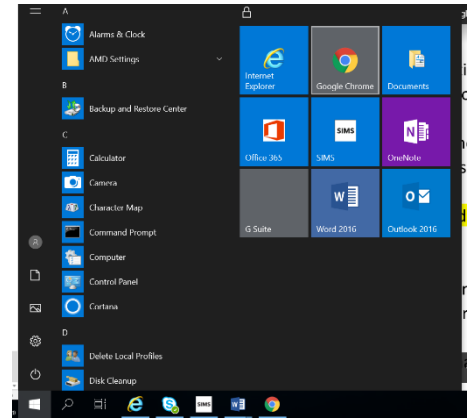 A
Alarms & Clock
AMD Settings
B
Backup and Restore Center
C
Calculator
Camera
Character Map
Command Prompt
Computer
Control Panel
Cortana
D
Delete Local Profiles
Disk Cleanup
Internet Explorer
Google Chrome
Documents
Office 365
SIMS
SIMS
N
OneNote
G Suite
W
Word 2016
O
Outlook 2016
SIMS